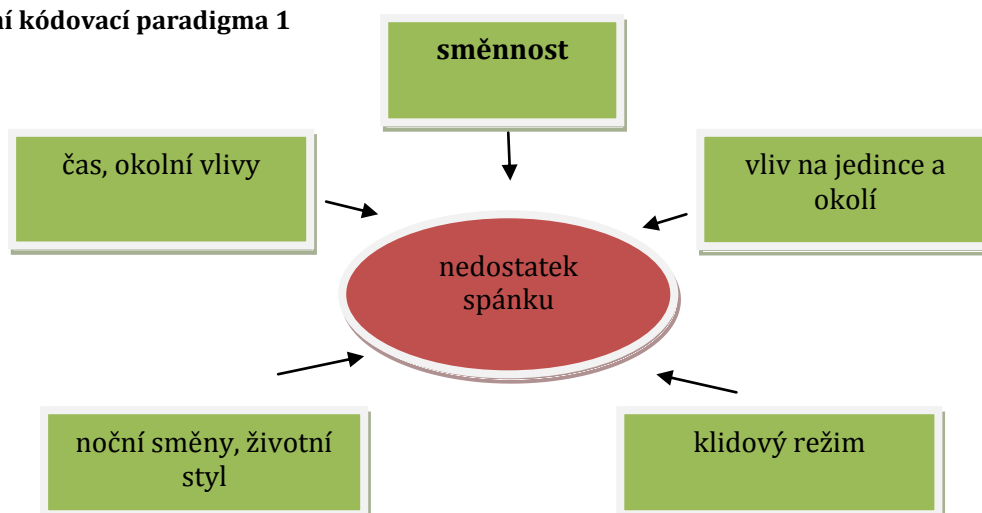 ní kódovací paradigma 1
směnnost
čas, okolní vlivy
vliv na jedince a
okolí
nedostatek
spánku
noční směny, životní
styl
klidový režim